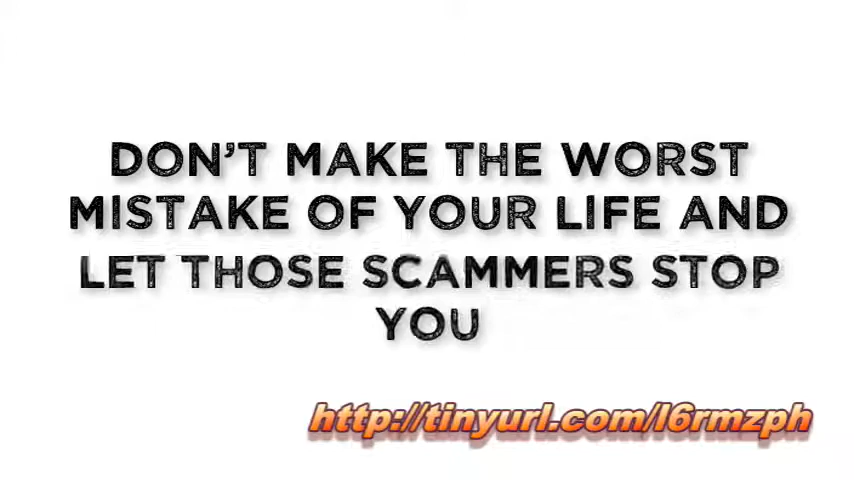 DON'T MAKE THE WORST
MISTAKE OF YOUR LIFE AND
LET THOSE SCAMMERS STOP
YOU
http://tinyurl.com/l6rmzph